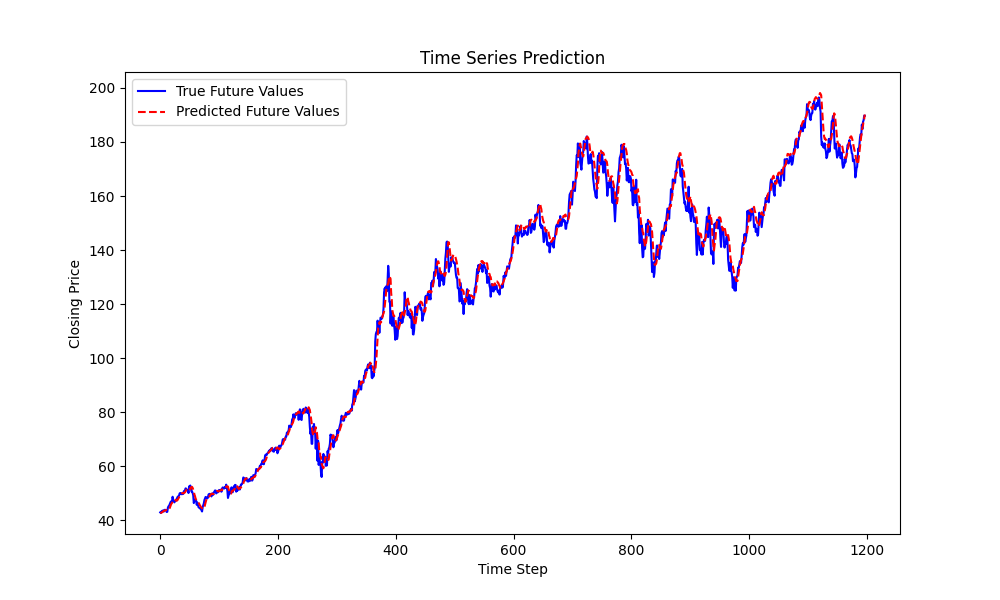 Time Series Prediction
True Future Values
Predicted Future Values
Closing Price
200
180
160
140
120
100
80
60
40
0 200 400 600 800 1000 1200
Time Step